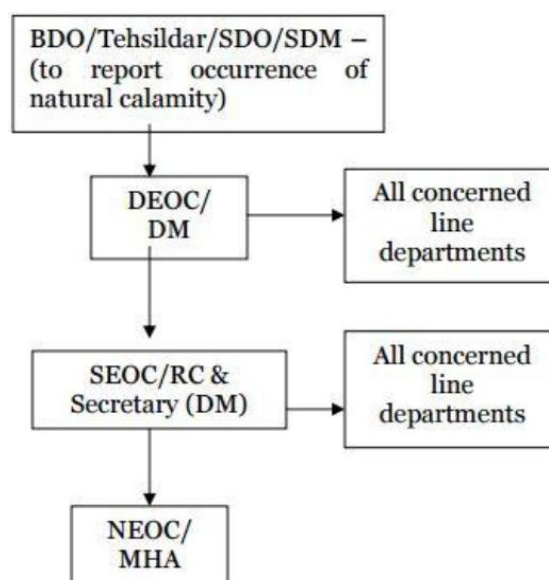 BDO/Tehsildar/SDO/SDM –
(to report occurrence of
natural calamity)
DEOC/
DM
All concerned
line
departments
SEOC/RC &
Secretary (DM)
All concerned
line
departments
NEOC/
MHA